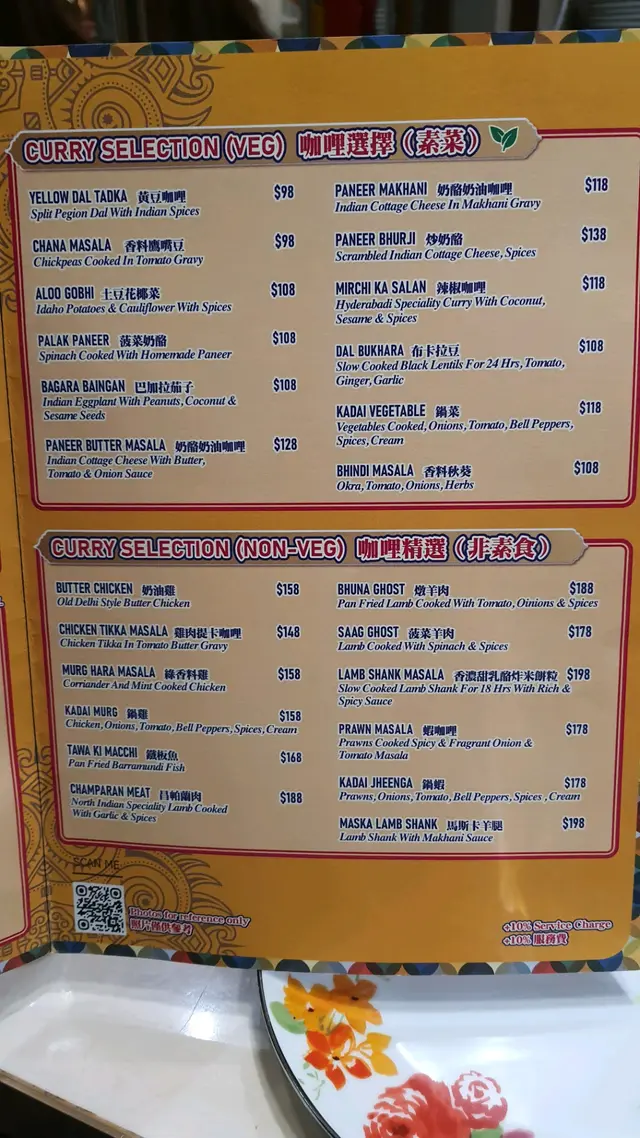 CURRY SELECTION (VEG) 咖哩選擇（素菜）
YELLOW DAL TADKA 黃豆咖哩 $98
Split Pegion Dal With Indian Spices
CHANA MASALA 香料鷹嘴豆 $98
Chickpeas Cooked In Tomato Gravy
ALOO GOBHI 土豆花椰菜 $108
Idaho Potatoes & Cauliflower With Spices
PALAK PANEER 菠菜奶酪 $108
Spinach Cooked With Homemade Paneer
BAGARA BAINGAN 巴加拉茄子 $108
Indian Eggplant With Peanuts, Coconut &
Sesame Seeds
PANEER BUTTER MASALA 奶酪奶油咖哩 $128
Indian Cottage Cheese With Butter,
Tomato & Onion Sauce
PANEER MAKHANI 奶酪奶油咖哩 $118
Indian Cottage Cheese In Makhani Gravy
PANEER BHURJI 炒奶酪 $138
Scrambled Indian Cottage Cheese, Spices
MIRCHI KA SALAN 辣椒咖哩 $118
Hyderabadi Speciality Curry With Coconut,
Sesame & Spices
DAL BUKHARA 布卡拉豆 $108
Slow Cooked Black Lentils For 24 Hrs, Tomato,
Ginger, Garlic
KADAI VEGETABLE 鍋菜 $118
Vegetables Cooked, Onions, Tomato, Bell Peppers,
Spices, Cream
BHINDI MASALA 香料秋葵 $108
Okra, Tomato, Onions, Herbs
CURRY SELECTION (NON-VEG) 咖哩精選（非素食）
BUTTER CHICKEN 奶油雞 $158
Old Delhi Style Butter Chicken
CHICKEN TIKKA MASALA 雞肉提卡咖哩 $148
Chicken Tikka In Tomato Butter Gravy
MURG HARA MASALA 綠香料雞 $158
Corriander And Mint Cooked Chicken
KADAI MURG 鍋雞 $158
Chicken, Onions, Tomato, Bell Peppers, Spices, Cream
TAWA KI MACCHI 鐵板魚 $168
Pan Fried Barramundi Fish
CHAMPARAN MEAT 昌帕蘭肉 $188
North Indian Speciality Lamb Cooked
With Garlic & Spices
BHUNA GHOST 燉羊肉 $188
Pan Fried Lamb Cooked With Tomato, Oinions & Spices
SAAG GHOST 菠菜羊肉 $178
Lamb Cooked With Spinach & Spices
LAMB SHANK MASALA 香濃甜乳酪炸米餅粒 $198
Slow Cooked Lamb Shank For 18 Hrs With Rich &
Spicy Sauce
PRAWN MASALA 蝦咖哩 $178
Prawns Cooked Spicy & Fragrant Onion &
Tomato Masala
KADAI JHEENGA 鍋蝦 $178
Prawns, Onions, Tomato, Bell Peppers, Spices, Cream
MASKA LAMB SHANK 馬斯卡羊腿 $198
Lamb Shank With Makhani Sauce
SCAN ME
Photos for reference only
照片僅供參考
+10% Service Charge
+10% 服務費